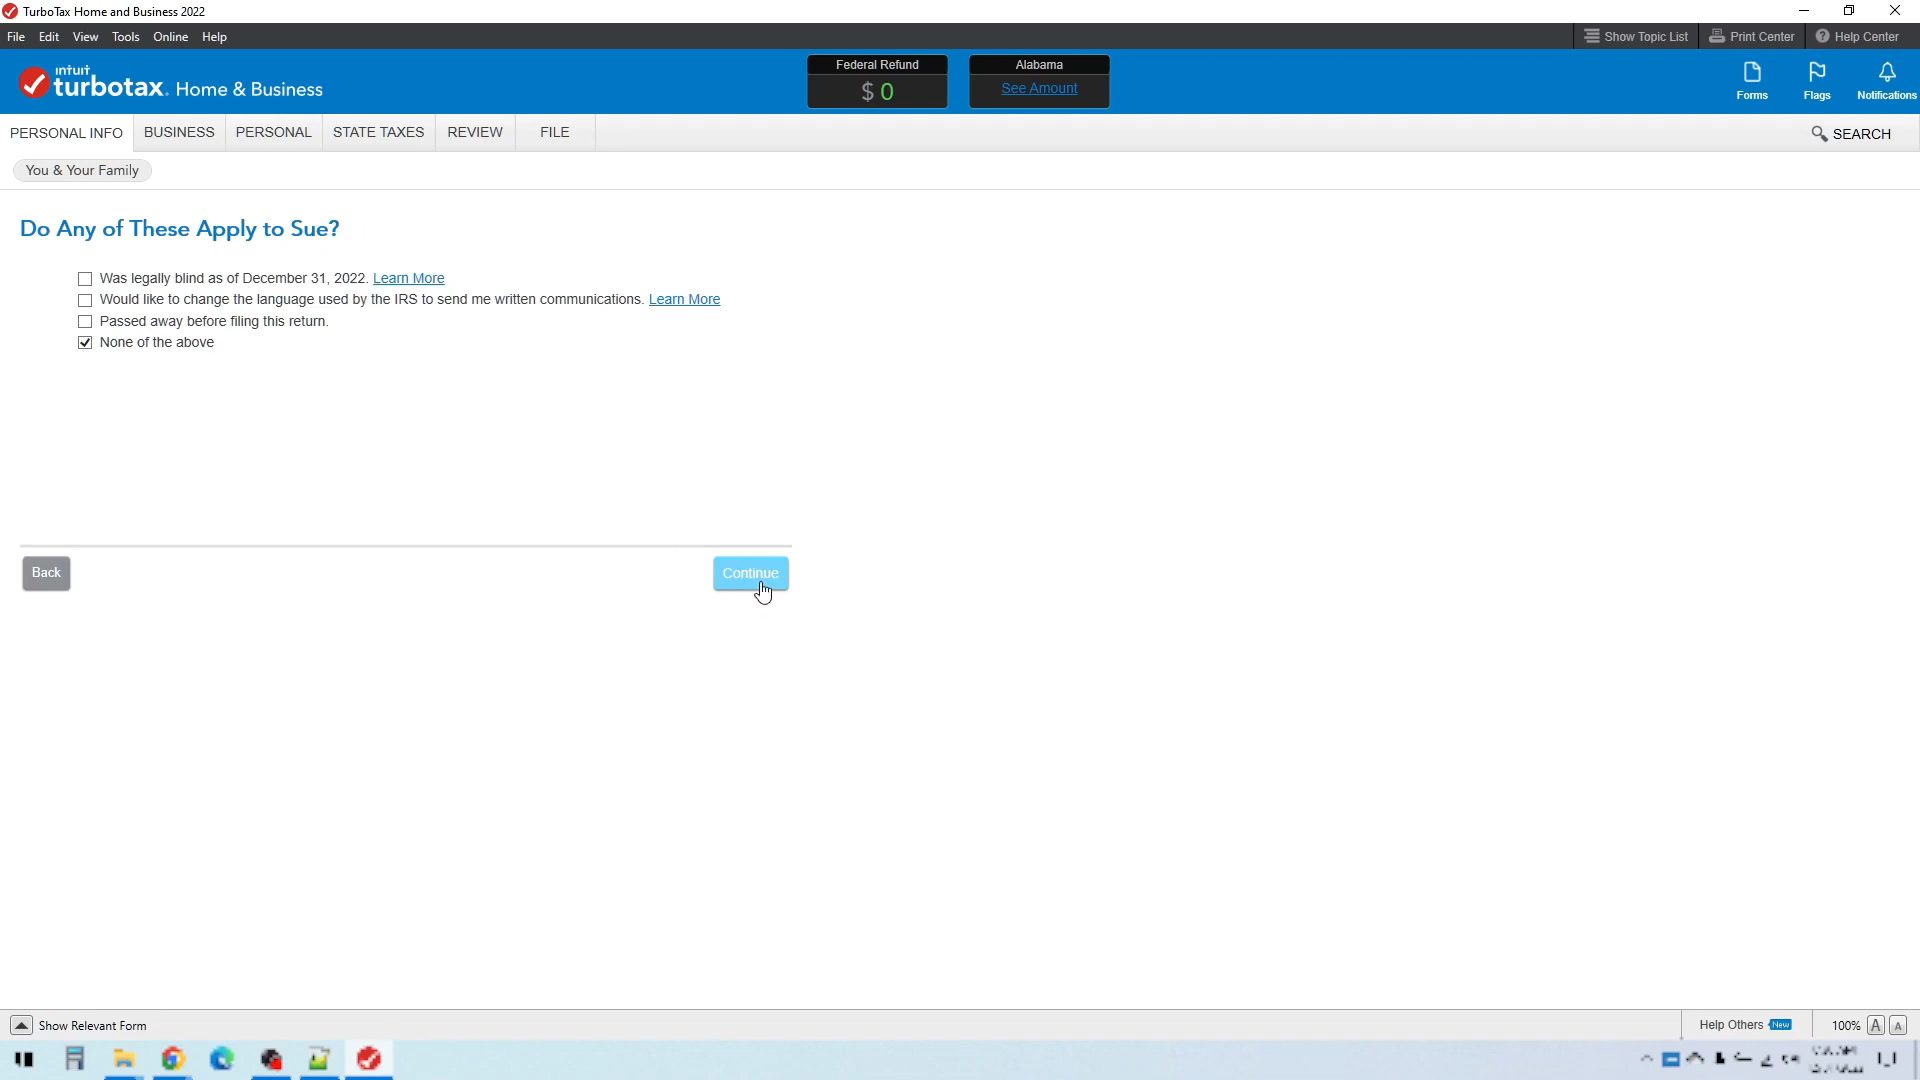 TurboTax Home and Business 2022
File Edit View Tools Online Help
Show Topic List Print Center Help Center
intuit turbotax. Home & Business
Federal Refund
$ 0
Alabama
See Amount
Forms Flags Notifications
PERSONAL INFO BUSINESS PERSONAL STATE TAXES REVIEW FILE SEARCH
You & Your Family
Do Any of These Apply to Sue?
Was legally blind as of December 31, 2022. Learn More
Would like to change the language used by the IRS to send me written communications. Learn More
Passed away before filing this return.
None of the above
Back Continue
Show Relevant Form Help Others New 100% A A